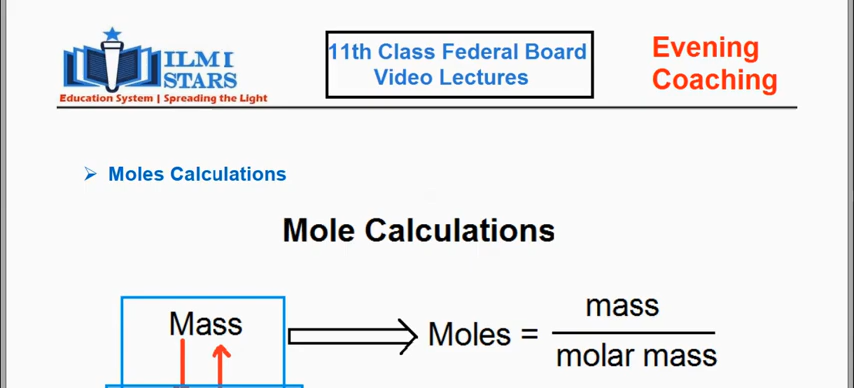 ILMI
STARS
Education System | Spreading the Light
11th Class Federal Board
Video Lectures
Evening
Coaching
Moles Calculations
Mole Calculations
Mass
Moles = mass
molar mass